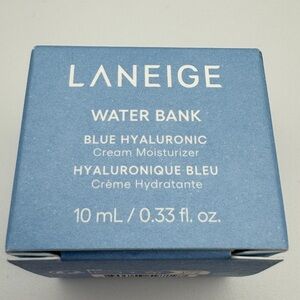 LANEIGE
WATER BANK
BLUE HYALURONIC
Cream Moisturizer
HYALURONIQUE BLEU
Crème Hydratante
10 mL / 0.33 fl. oz.